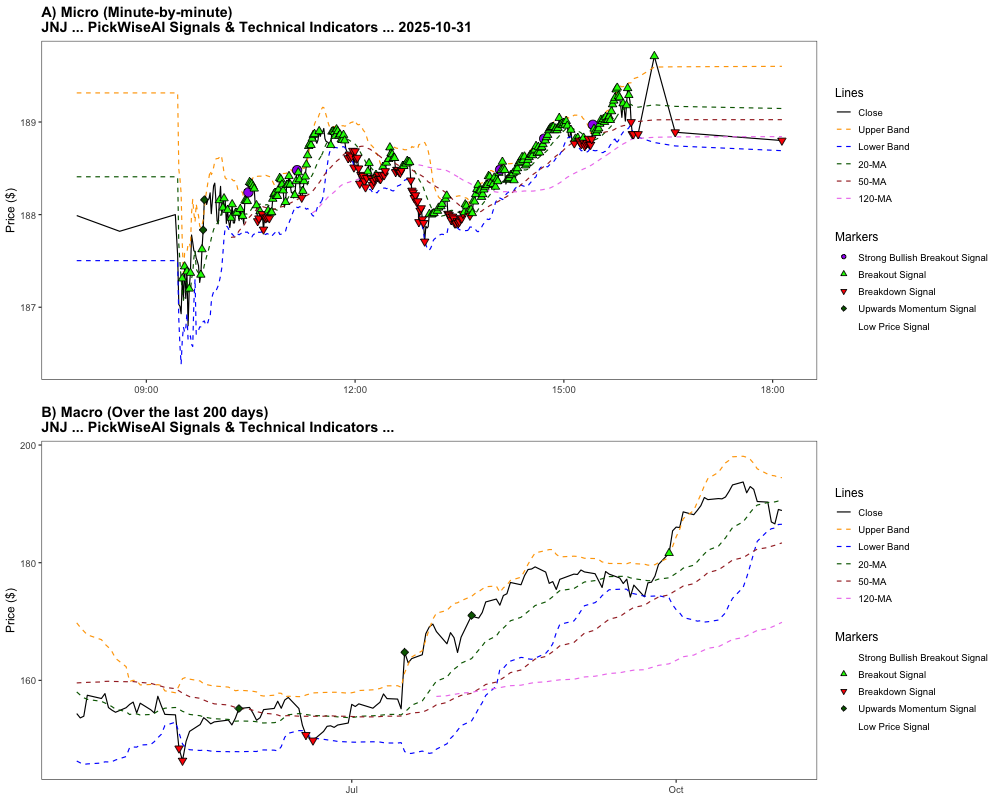 A) Micro (Minute-by-minute)
JNJ ... PickWiseAI Signals & Technical Indicators ... 2025-10-31
Price ($)
189
188
187
09:00
12:00
15:00
18:00
Lines
Close
Upper Band
Lower Band
20-MA
50-MA
120-MA
Markers
Strong Bullish Breakout Signal
Breakout Signal
Breakdown Signal
Upwards Momentum Signal
Low Price Signal
B) Macro (Over the last 200 days)
JNJ ... PickWiseAI Signals & Technical Indicators ...
Price ($)
200
180
160
Jul
Oct
Lines
Close
Upper Band
Lower Band
20-MA
50-MA
120-MA
Markers
Strong Bullish Breakout Signal
Breakout Signal
Breakdown Signal
Upwards Momentum Signal
Low Price Signal